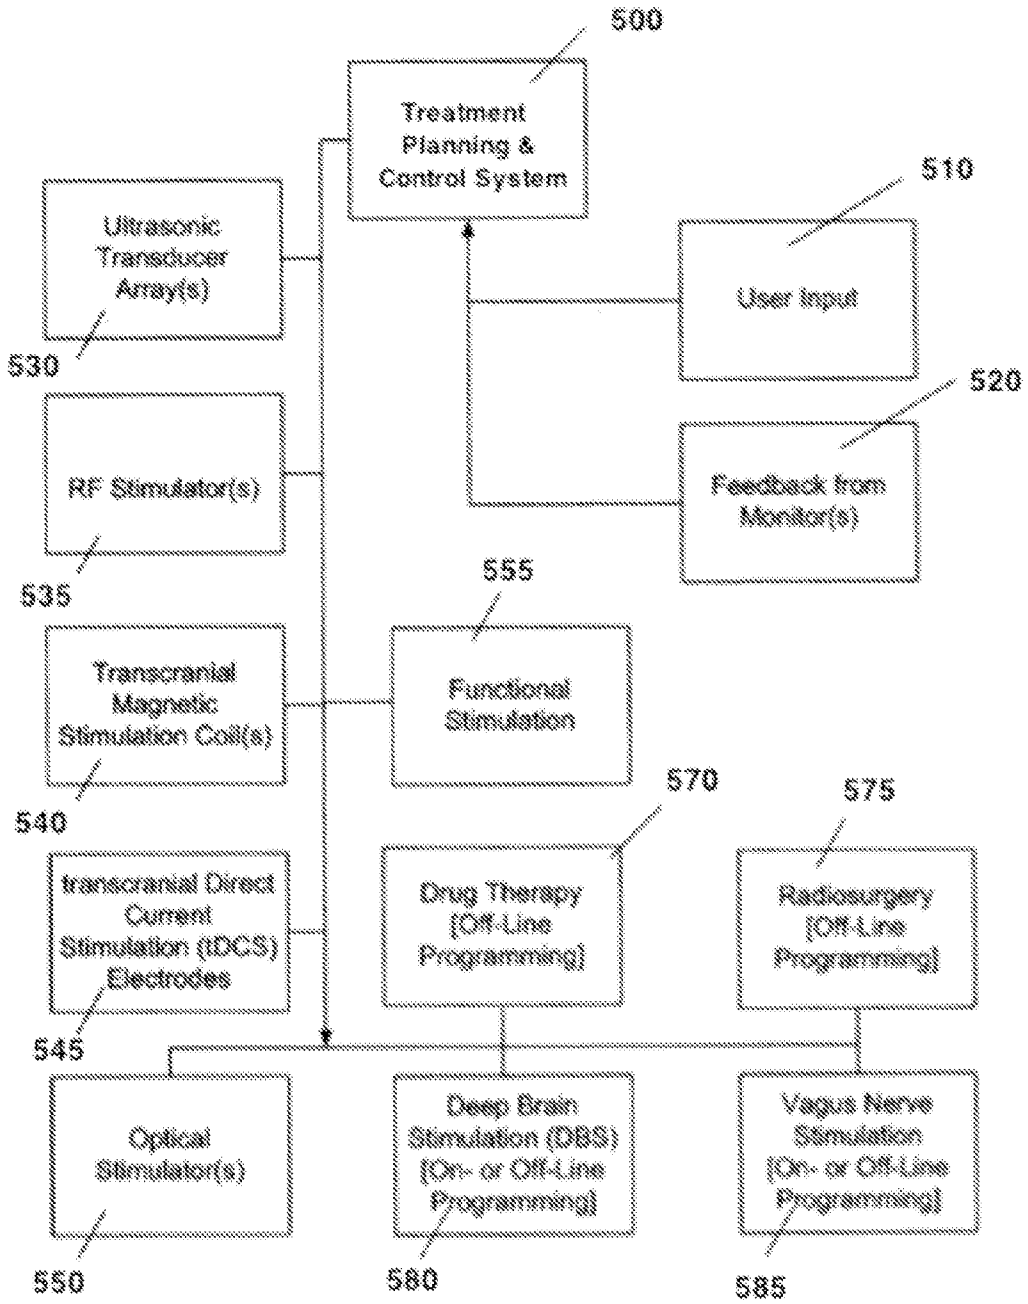 500
Treatment
Planning &
Control System
510
Ultrasonic
Transducer
Array(s)
530
User Input
520
RF Stimulator(s)
535
Feedback from
Monitor(s)
555
Transcranial
Magnetic
Stimulation Coil(s)
540
Functional
Stimulation
570
575
transcranial Direct
Current
Stimulation (tDCS)
Electrodes
545
Drug Therapy
[Off-Line
Programming]
Radiosurgery
[Off-Line
Programming]
Optical
Stimulator(s)
550
Deep Brain
Stimulation (DBS)
[On- or Off-Line
Programming]
580
Vagus Nerve
Stimulation
[On- or Off-Line
Programming]
585